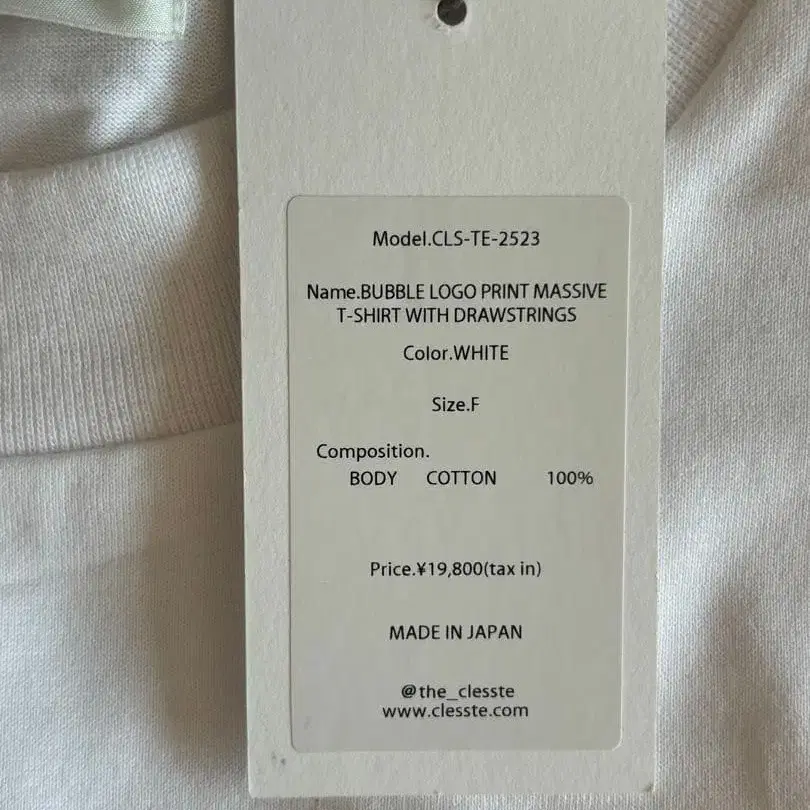 Model.CLS-TE-2523
Name.BUBBLE LOGO PRINT MASSIVE
T-SHIRT WITH DRAWSTRINGS
Color.WHITE
Size.F
Composition.
BODY COTTON 100%
Price.¥19,800(tax in)
MADE IN JAPAN
@the_clesste
www.clesste.com